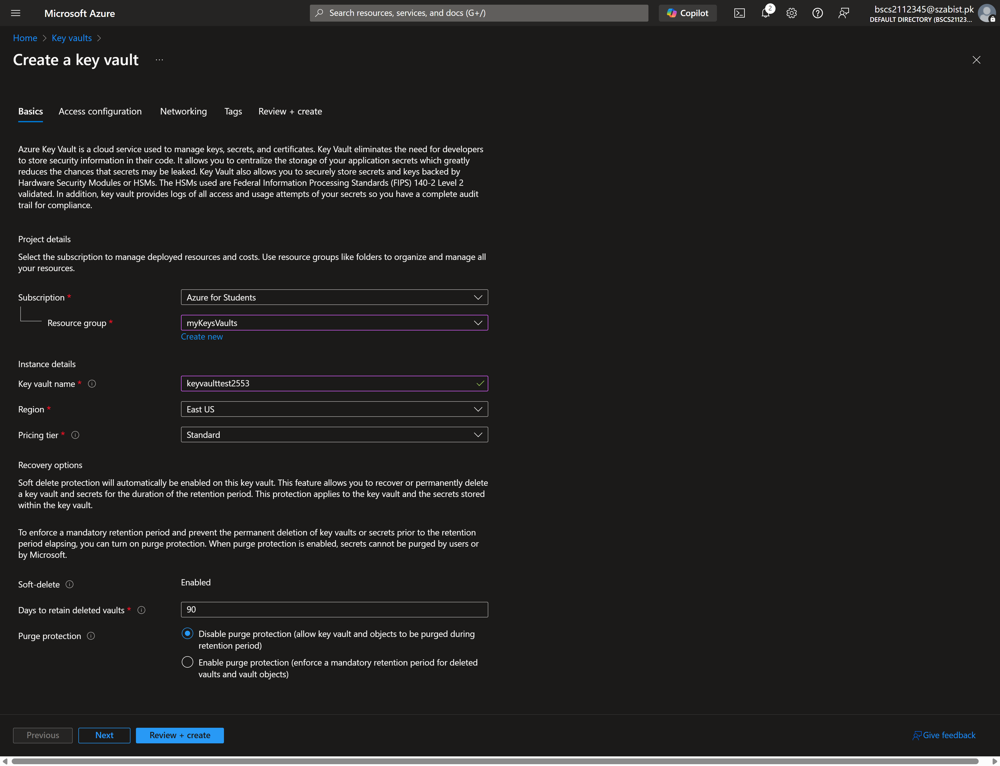 Microsoft Azure
Search resources, services, and docs (G+/)
Copilot
2
bscs2112345@szabist.pk
DEFAULT DIRECTORY (BSCS21123...
Home > Key vaults >
Create a key vault ...
Basics Access configuration Networking Tags Review + create
Azure Key Vault is a cloud service used to manage keys, secrets, and certificates. Key Vault eliminates the need for developers
to store security information in their code. It allows you to centralize the storage of your application secrets which greatly
reduces the chances that secrets may be leaked. Key Vault also allows you to securely store secrets and keys backed by
Hardware Security Modules or HSMs. The HSMs used are Federal Information Processing Standards (FIPS) 140-2 Level 2
validated. In addition, key vault provides logs of all access and usage attempts of your secrets so you have a complete audit
trail for compliance.
Project details
Select the subscription to manage deployed resources and costs. Use resource groups like folders to organize and manage all
your resources.
Subscription * Azure for Students
Resource group * myKeysVaults
Create new
Instance details
Key vault name * keyvaulttest2553
Region * East US
Pricing tier * Standard
Recovery options
Soft delete protection will automatically be enabled on this key vault. This feature allows you to recover or permanently delete
a key vault and secrets for the duration of the retention period. This protection applies to the key vault and the secrets stored
within the key vault.
To enforce a mandatory retention period and prevent the permanent deletion of key vaults or secrets prior to the retention
period elapsing, you can turn on purge protection. When purge protection is enabled, secrets cannot be purged by users or
by Microsoft.
Soft-delete Enabled
Days to retain deleted vaults * 90
Purge protection Disable purge protection (allow key vault and objects to be purged during
retention period)
Enable purge protection (enforce a mandatory retention period for deleted
vaults and vault objects)
Previous Next Review + create Give feedback